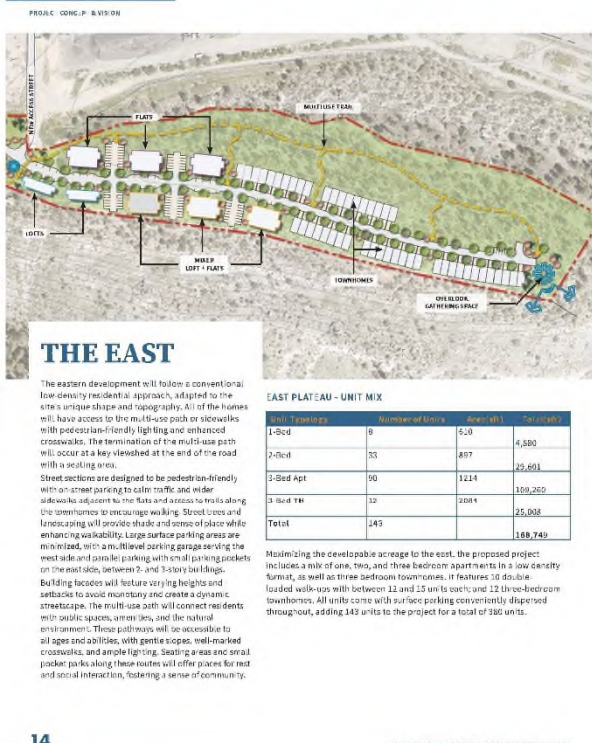 PROJECT CONCEPT & VISION
NEW ACCESS STREET
FLATS
MULTIUSE TRAIL
LOFTS
MIXED
LOFT + FLATS
TOWNHOMES
OVERLOOK
GATHERING SPACE
THE EAST
The eastern development will follow a conventional
low-density residential approach, adapted to the
site's unique shape and topography. All of the homes
will have access to the multi-use path or sidewalks
with pedestrian-friendly lighting and enhanced
crosswalks. The termination of the multi-use path
will occur at a key viewshed at the end of the road
with a seating area.
Street sections are designed to be pedestrian-friendly
with on-street parking to calm traffic and wider
sidewalks adjacent to the flats and access to trails along
the townhomes to encourage walking. Street trees and
landscaping will provide shade and sense of place while
enhancing walkability. Large surface parking areas are
minimized, with a multilevel parking garage serving the
west side and parallel parking with small parking pockets
on the east side, between 2- and 3-story buildings.
Building facades will feature varying heights and
setbacks to avoid monotony and create a dynamic
streetscape. The multi-use path will connect residents
with public spaces, amenities, and the natural
environment. These pathways will be accessible to
all ages and abilities, with gentle slopes, well-marked
crosswalks, and ample lighting. Seating areas and small
pocket parks along these routes will offer places for rest
and social interaction, fostering a sense of community.
EAST PLATEAU - UNIT MIX
Unit Typology Number of Units Area(sft) Total(sft)
1-Bed 8 610
4,880
2-Bed 33 897
29,601
3-Bed Apt 90 1214
109,260
3-Bed TH 12 2084
25,008
Total 143
168,749
Maximizing the developable acreage to the east, the proposed project
includes a mix of one, two, and three bedroom apartments in a low density
format, as well as three bedroom townhomes. It features 10 double-
loaded walk-ups with between 12 and 15 units each; and 12 three-bedroom
townhomes. All units come with surface parking conveniently dispersed
throughout, adding 143 units to the project for a total of 380 units.
14